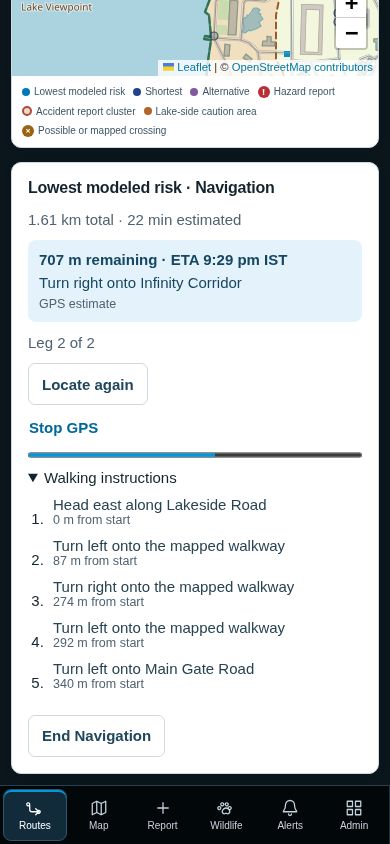 Lake Viewpoint
+
−
Leaflet | © OpenStreetMap contributors
Lowest modeled risk Shortest Alternative ! Hazard report
Accident report cluster Lake-side caution area
× Possible or mapped crossing
Lowest modeled risk · Navigation
1.61 km total · 22 min estimated
707 m remaining · ETA 9:29 pm IST
Turn right onto Infinity Corridor
GPS estimate
Leg 2 of 2
Locate again
Stop GPS
▼ Walking instructions
1. Head east along Lakeside Road
0 m from start
2. Turn left onto the mapped walkway
87 m from start
3. Turn right onto the mapped walkway
274 m from start
4. Turn left onto the mapped walkway
292 m from start
5. Turn left onto Main Gate Road
340 m from start
End Navigation
Routes Map Report Wildlife Alerts Admin